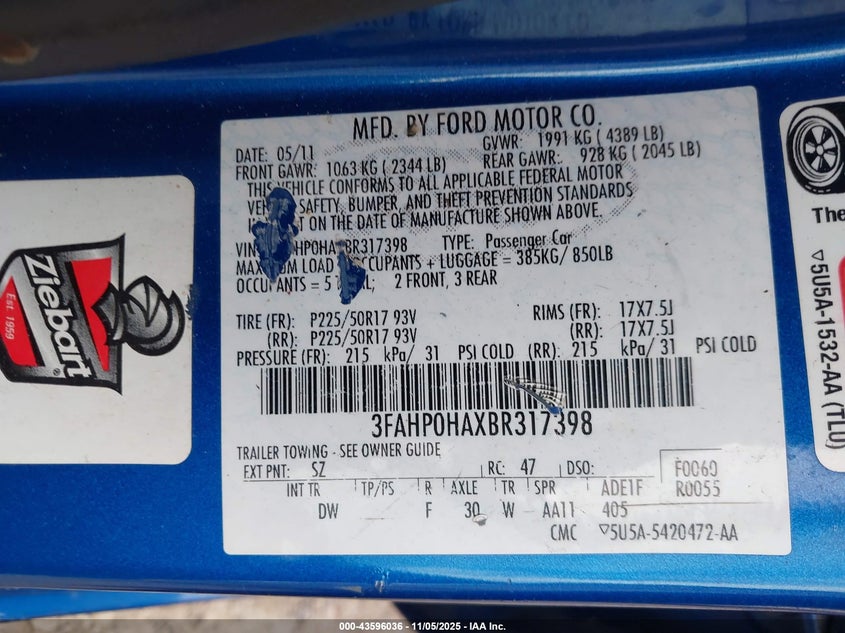 MFD. BY FORD MOTOR CO.
DATE: 05/11 GVWR: 1991 KG ( 4389 LB)
FRONT GAWR: 1063 KG ( 2344 LB) REAR GAWR: 928 KG ( 2045 LB)
THIS VEHICLE CONFORMS TO ALL APPLICABLE FEDERAL MOTOR
SAFETY, BUMPER, AND THEFT PREVENTION STANDARDS
ON THE DATE OF MANUFACTURE SHOWN ABOVE.
VIN: HP0HAXBR317398 TYPE: Passenger Car
LOAD OCCUPANTS + LUGGAGE = 385KG/ 850LB
OCCUPANTS = 5 2 FRONT, 3 REAR
TIRE (FR): P225/50R17 93V RIMS (FR): 17X7.5J
(RR): P225/50R17 93V (RR): 17X7.5J
PRESSURE (FR): 215 kPa/ 31 PSI COLD (RR): 215 kPa/ 31 PSI COLD
3FAHP0HAXBR317398
TRAILER TOWING - SEE OWNER GUIDE
EXT PNT: SZ RC: 47 DSO: F0060
INT TR TP/PS R AXLE TR SPR ADE1F R0055
DW F 30 W AA11 405
CMC ▽5U5A-5420472-AA
Ziebart®
Est. 1959
The
▽5U5A-1532-AA (TLU)
000-43596036 - 11/05/2025 - IAA Inc.